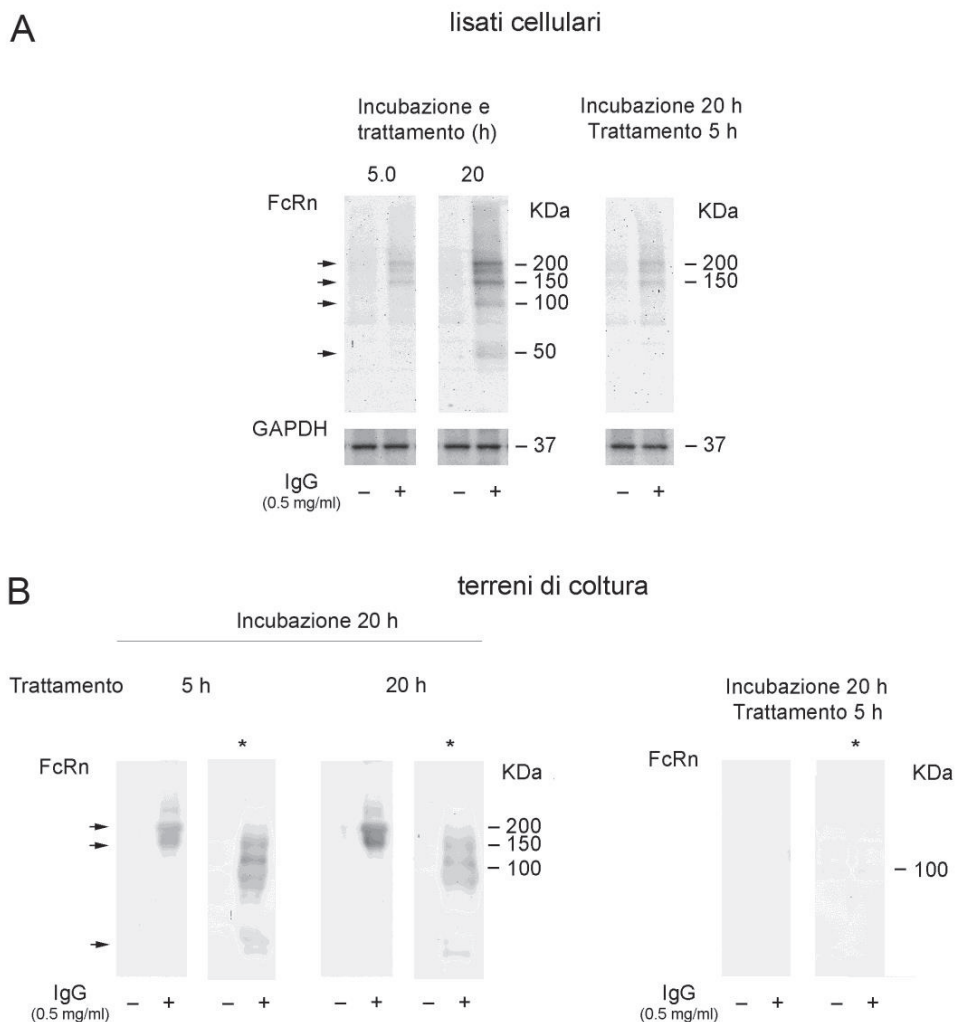 A
lisati cellulari
Incubazione e
trattamento (h)
Incubazione 20 h
Trattamento 5 h
5.0 20
FcRn KDa KDa
– 200 – 200
– 150 – 150
– 100
– 50
GAPDH
– 37 – 37
IgG
(0.5 mg/ml)
– + – + – +
B
terreni di coltura
Incubazione 20 h
Trattamento 5 h 20 h
Incubazione 20 h
Trattamento 5 h
* * *
FcRn KDa FcRn KDa
– 200
– 150
– 100 – 100
IgG
(0.5 mg/ml)
– + – + – + – +
IgG
(0.5 mg/ml)
– + – +